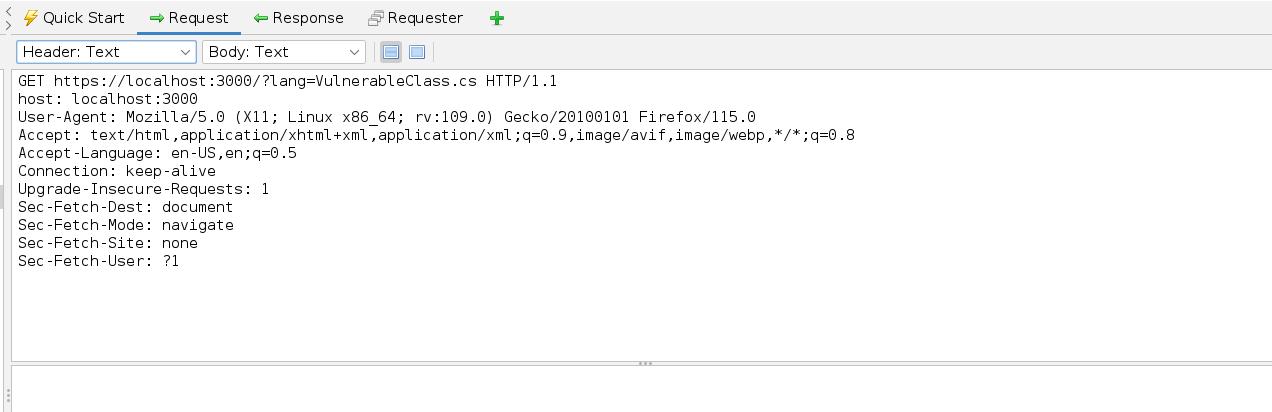 Quick Start Request Response Requester
Header: Text Body: Text
GET https://localhost:3000/?lang=VulnerableClass.cs HTTP/1.1
host: localhost:3000
User-Agent: Mozilla/5.0 (X11; Linux x86_64; rv:109.0) Gecko/20100101 Firefox/115.0
Accept: text/html,application/xhtml+xml,application/xml;q=0.9,image/avif,image/webp,*/*;q=0.8
Accept-Language: en-US,en;q=0.5
Connection: keep-alive
Upgrade-Insecure-Requests: 1
Sec-Fetch-Dest: document
Sec-Fetch-Mode: navigate
Sec-Fetch-Site: none
Sec-Fetch-User: ?1